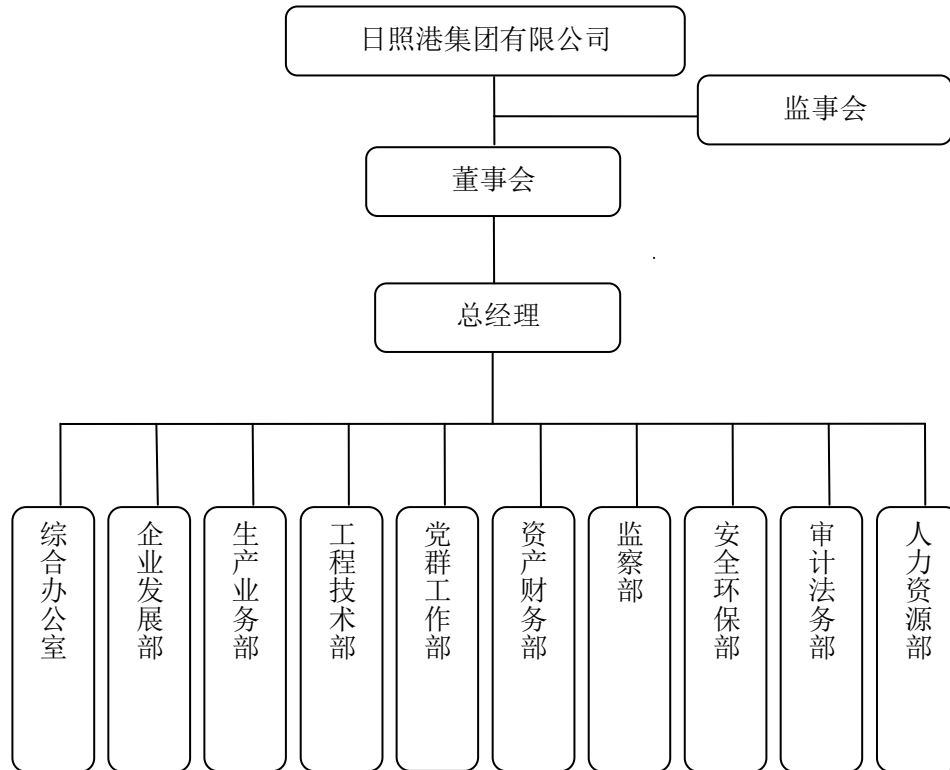 日照港集团有限公司
监事会
董事会
总经理
综合办公室
企业发展部
生产业务部
工程技术部
党群工作部
资产财务部
监察部
安全环保部
审计法务部
人力资源部